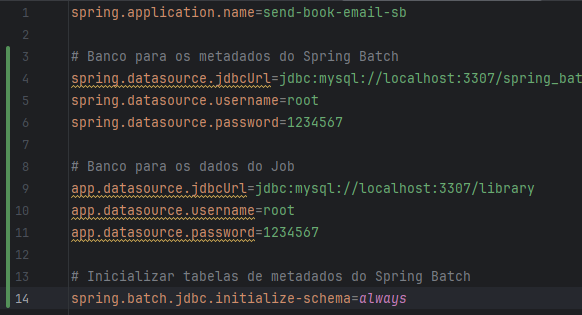 1 spring.application.name=send-book-email-sb
2
3 # Banco para os metadados do Spring Batch
4 spring.datasource.jdbcUrl=jdbc:mysql://localhost:3307/spring_bat
5 spring.datasource.username=root
6 spring.datasource.password=1234567
7
8 # Banco para os dados do Job
9 app.datasource.jdbcUrl=jdbc:mysql://localhost:3307/library
10 app.datasource.username=root
11 app.datasource.password=1234567
12
13 # Inicializar tabelas de metadados do Spring Batch
14 spring.batch.jdbc.initialize-schema=always